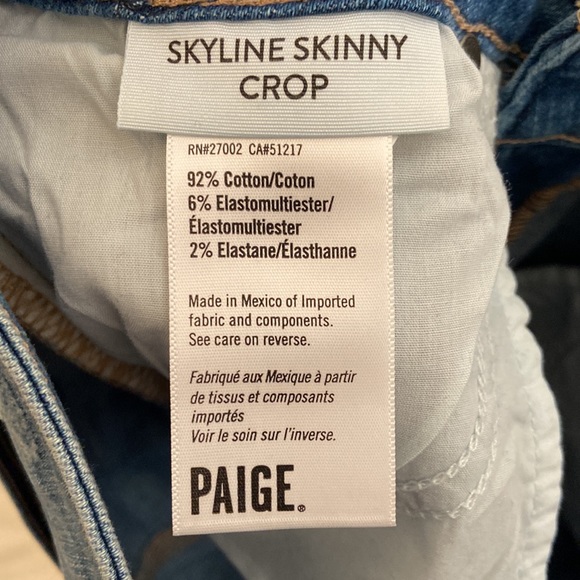 SKYLINE SKINNY
CROP
RN#27002 CA#51217
92% Cotton/Coton
6% Elastomultiester/
Élastomultiester
2% Elastane/Élasthanne
Made in Mexico of Imported
fabric and components.
See care on reverse.
Fabriqué aux Mexique à partir
de tissus et composants
importés
Voir le soin sur l'inverse.
PAIGE®